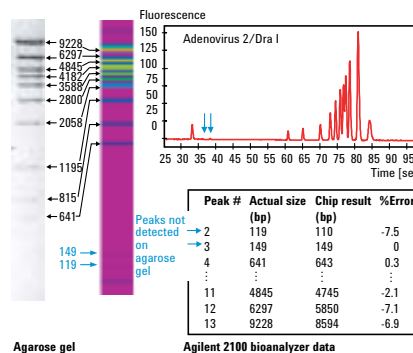 Fluorescence
Adenovirus 2/Dra I
150
125
100
75
50
25
0
25 30 35 40 45 50 55 60 65 70 75 80 85 90 95
Time [se
9228
6297
4845
4182
3588
2800
2058
1195
815
641
149
119
Peaks not
detected
on
agarose
gel
Peak # Actual size Chip result %Error
(bp) (bp)
2 119 110 -7.5
3 149 149 0
4 641 643 0.3
⋮ ⋮ ⋮ ⋮
11 4845 4745 -2.1
12 6297 5850 -7.1
13 9228 8594 -6.9
Agarose gel
Agilent 2100 bioanalyzer data